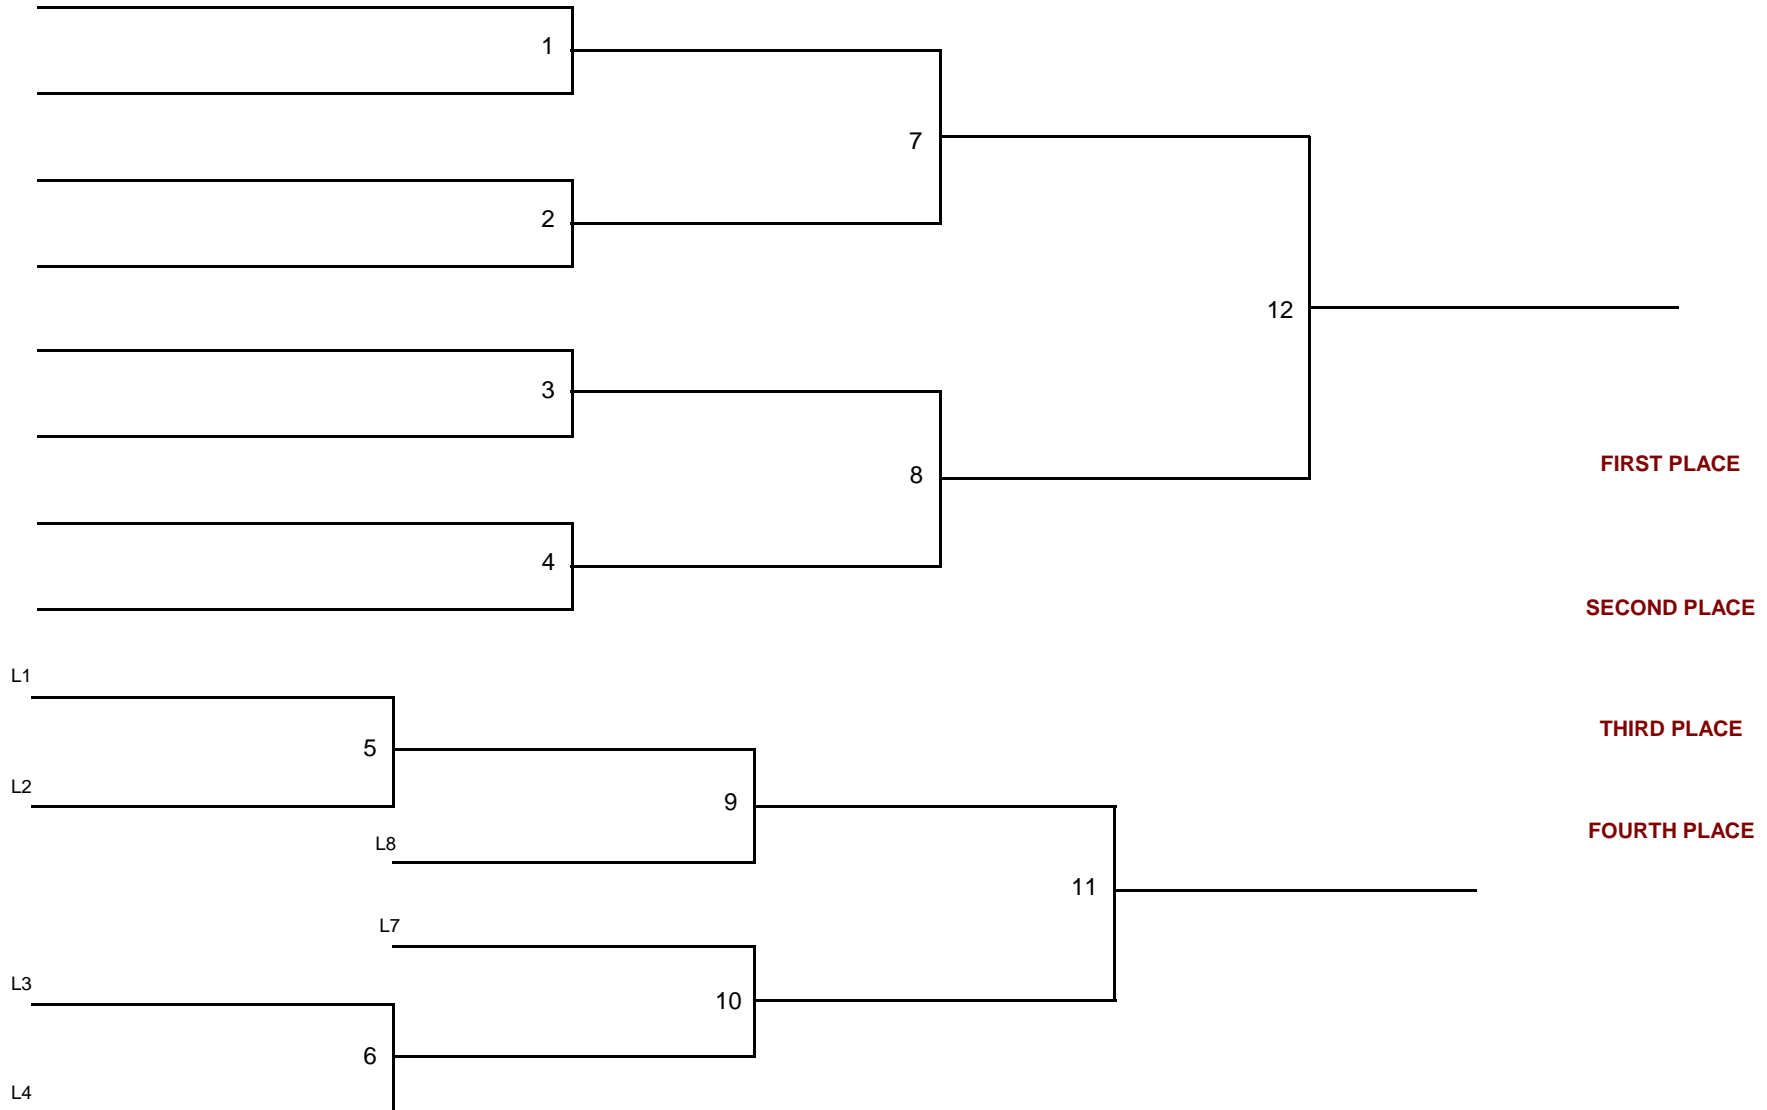 1
7
2
12
3
FIRST PLACE
8
4
SECOND PLACE
L1
THIRD PLACE
5
L2
9
FOURTH PLACE
L8
11
L7
L3
10
6
L4